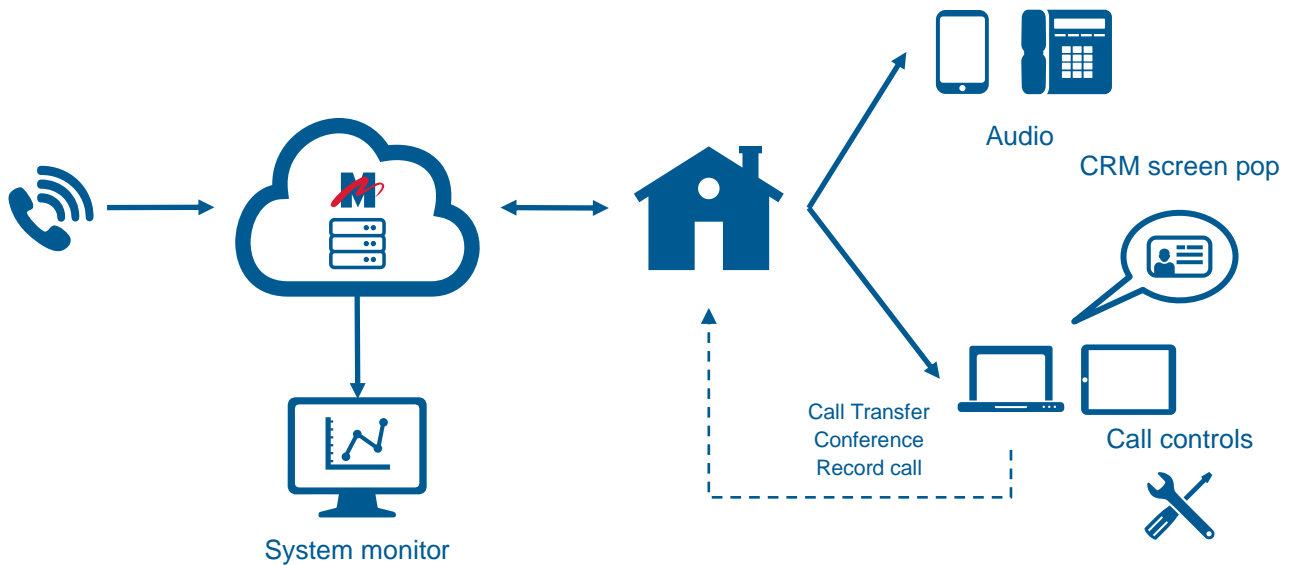 M
Audio
CRM screen pop
Call Transfer
Conference
Record call
Call controls
System monitor